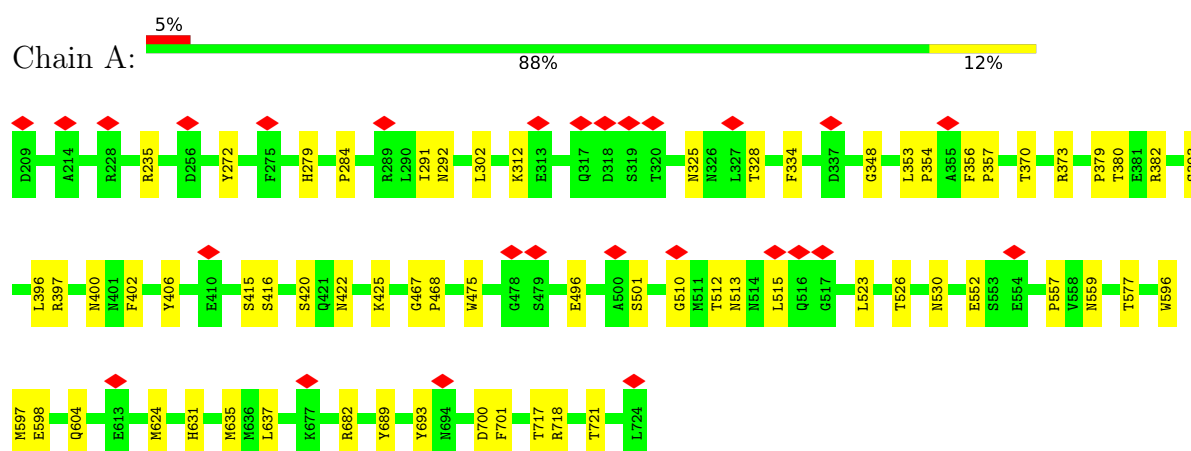 5%
Chain A:
88% 12%
D209 A214 R228 R235 D256 Y272 F275 H279 P284 R289 L290 I291 N292 L302 K312 E313 Q317 D318 S319 T320 N325 N326 L327 T328 F334 D337 G348 L353 P354 A355 F356 P357 T370 R373 P379 T380 E381 R382
L396 R397 N400 N401 F402 Y406 E410 S415 S416 S420 Q421 N422 K425 G467 P468 W475 G478 S479 E496 A500 S501 G510 M511 T512 N513 N514 L515 Q516 G517 L523 T526 N530 E552 S553 E554 P557 V558 N559 T577 W596
M597 E598 Q604 E613 M624 H631 M635 M636 L637 K677 R682 Y689 Y693 N694 D700 F701 T717 R718 T721 L724